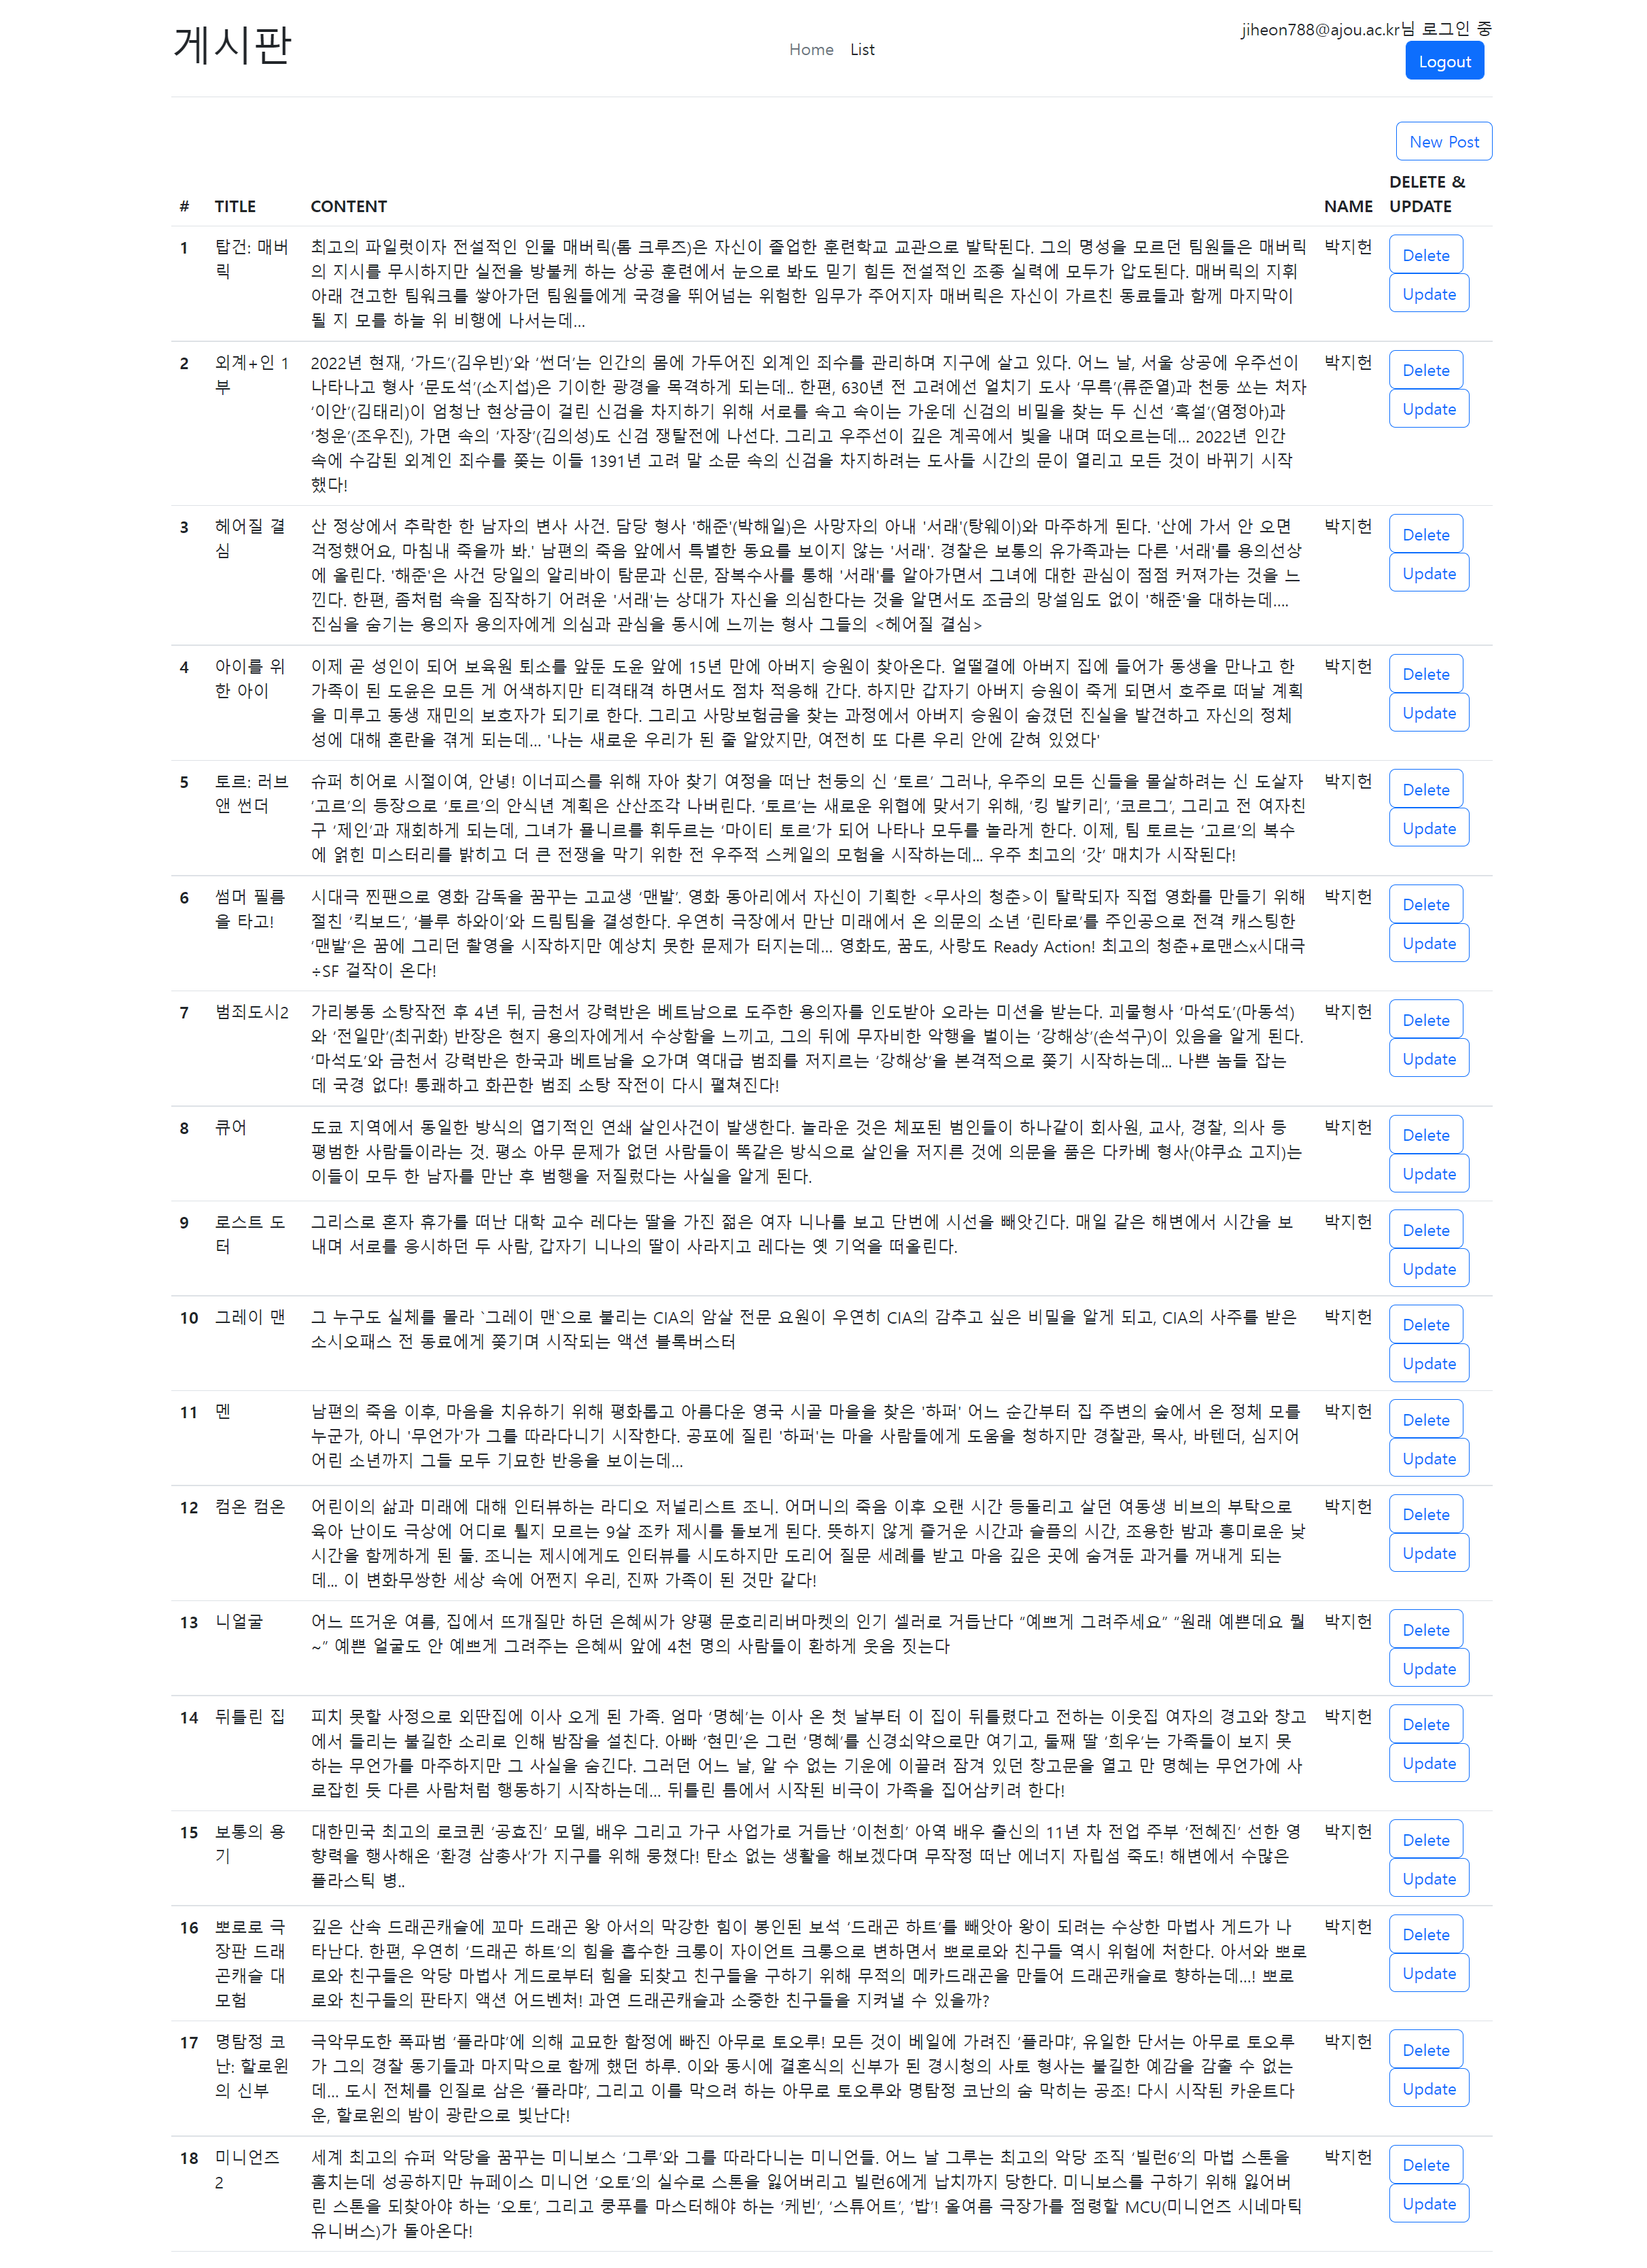 게시판
Home List
jiheon788@ajou.ac.kr님 로그인 중
Logout
New Post
# TITLE CONTENT NAME DELETE & UPDATE
1 탑건: 매버릭
최고의 파일럿이자 전설적인 인물 매버릭(톰 크루즈)은 자신이 졸업한 훈련학교 교관으로 발탁된다. 그의 명성을 모르던 팀원들은 매버릭
의 지시를 무시하지만 실전을 방불케 하는 상공 훈련에서 눈으로 봐도 믿기 힘든 전설적인 조종 실력에 모두가 압도된다. 매버릭의 지휘
아래 견고한 팀워크를 쌓아가던 팀원들에게 국경을 뛰어넘는 위험한 임무가 주어지자 매버릭은 자신이 가르친 동료들과 함께 마지막이
될 지 모를 하늘 위 비행에 나서는데...
박지헌
Delete
Update
2 외계+인 1부
2022년 현재, ‘가드’(김우빈)’와 ‘썬더’는 인간의 몸에 가두어진 외계인 죄수를 관리하며 지구에 살고 있다. 어느 날, 서울 상공에 우주선이
나타나고 형사 ‘문도석’(소지섭)은 기이한 광경을 목격하게 되는데.. 한편, 630년 전 고려에선 얼치기 도사 ‘무륵’(류준열)과 천둥 쏘는 처자
‘이안’(김태리)이 엄청난 현상금이 걸린 신검을 차지하기 위해 서로를 속고 속이는 가운데 신검의 비밀을 찾는 두 신선 ‘흑설’(염정아)과
‘청운’(조우진), 가면 속의 ‘자장’(김의성)도 신검 쟁탈전에 나선다. 그리고 우주선이 깊은 계곡에서 빛을 내며 떠오르는데... 2022년 인간
속에 수감된 외계인 죄수를 쫓는 이들 1391년 고려 말 소문 속의 신검을 차지하려는 도사들 시간의 문이 열리고 모든 것이 바뀌기 시작
했다!
박지헌
Delete
Update
3 헤어질 결심
산 정상에서 추락한 한 남자의 변사 사건. 담당 형사 '해준'(박해일)은 사망자의 아내 '서래'(탕웨이)와 마주하게 된다. '산에 가서 안 오면
걱정했어요, 마침내 죽을까 봐.' 남편의 죽음 앞에서 특별한 동요를 보이지 않는 '서래'. 경찰은 보통의 유가족과는 다른 '서래'를 용의선상
에 올린다. '해준'은 사건 당일의 알리바이 탐문과 신문, 잠복수사를 통해 '서래'를 알아가면서 그녀에 대한 관심이 점점 커져가는 것을 느
낀다. 한편, 좀처럼 속을 짐작하기 어려운 '서래'는 상대가 자신을 의심한다는 것을 알면서도 조금의 망설임도 없이 '해준'을 대하는데....
진심을 숨기는 용의자 용의자에게 의심과 관심을 동시에 느끼는 형사 그들의 <헤어질 결심>
박지헌
Delete
Update
4 아이를 위한 아이
이제 곧 성인이 되어 보육원 퇴소를 앞둔 도윤 앞에 15년 만에 아버지 승원이 찾아온다. 얼떨결에 아버지 집에 들어가 동생을 만나고 한
가족이 된 도윤은 모든 게 어색하지만 티격태격 하면서도 점차 적응해 간다. 하지만 갑자기 아버지 승원이 죽게 되면서 호주로 떠날 계획
을 미루고 동생 재민의 보호자가 되기로 한다. 그리고 사망보험금을 찾는 과정에서 아버지 승원이 숨겼던 진실을 발견하고 자신의 정체
성에 대해 혼란을 겪게 되는데... '나는 새로운 우리가 된 줄 알았지만, 여전히 또 다른 우리 안에 갇혀 있었다'
박지헌
Delete
Update
5 토르: 러브 앤 썬더
슈퍼 히어로 시절이여, 안녕! 이너피스를 위해 자아 찾기 여정을 떠난 천둥의 신 ‘토르’ 그러나, 우주의 모든 신들을 몰살하려는 신 도살자
‘고르’의 등장으로 ‘토르’의 안식년 계획은 산산조각 나버린다. ‘토르’는 새로운 위협에 맞서기 위해, ‘킹 발키리’, ‘코르그’, 그리고 전 여자친
구 ‘제인’과 재회하게 되는데, 그녀가 묠니르를 휘두르는 ‘마이티 토르’가 되어 나타나 모두를 놀라게 한다. 이제, 팀 토르는 ‘고르’의 복수
에 얽힌 미스터리를 밝히고 더 큰 전쟁을 막기 위한 전 우주적 스케일의 모험을 시작하는데... 우주 최고의 ‘갓’ 매치가 시작된다!
박지헌
Delete
Update
6 썸머 필름을 타고!
시대극 찐팬으로 영화 감독을 꿈꾸는 고교생 ‘맨발’. 영화 동아리에서 자신이 기획한 <무사의 청춘>이 탈락되자 직접 영화를 만들기 위해
절친 ‘킥보드’, ‘블루 하와이’와 드림팀을 결성한다. 우연히 극장에서 만난 미래에서 온 의문의 소년 ‘린타로’를 주인공으로 전격 캐스팅한
‘맨발’은 꿈에 그리던 촬영을 시작하지만 예상치 못한 문제가 터지는데... 영화도, 꿈도, 사랑도 Ready Action! 최고의 청춘+로맨스x시대극
÷SF 걸작이 온다!
박지헌
Delete
Update
7 범죄도시2
가리봉동 소탕작전 후 4년 뒤, 금천서 강력반은 베트남으로 도주한 용의자를 인도받아 오라는 미션을 받는다. 괴물형사 ‘마석도’(마동석)
와 ‘전일만’(최귀화) 반장은 현지 용의자에게서 수상함을 느끼고, 그의 뒤에 무자비한 악행을 벌이는 ‘강해상’(손석구)이 있음을 알게 된다.
‘마석도’와 금천서 강력반은 한국과 베트남을 오가며 역대급 범죄를 저지르는 ‘강해상’을 본격적으로 쫓기 시작하는데... 나쁜 놈들 잡는
데 국경 없다! 통쾌하고 화끈한 범죄 소탕 작전이 다시 펼쳐진다!
박지헌
Delete
Update
8 큐어
도쿄 지역에서 동일한 방식의 엽기적인 연쇄 살인사건이 발생한다. 놀라운 것은 체포된 범인들이 하나같이 회사원, 교사, 경찰, 의사 등
평범한 사람들이라는 것. 평소 아무 문제가 없던 사람들이 똑같은 방식으로 살인을 저지른 것에 의문을 품은 다카베 형사(야쿠쇼 고지)는
이들이 모두 한 남자를 만난 후 범행을 저질렀다는 사실을 알게 된다.
박지헌
Delete
Update
9 로스트 도터
그리스로 혼자 휴가를 떠난 대학 교수 레다는 딸을 가진 젊은 여자 니나를 보고 단번에 시선을 빼앗긴다. 매일 같은 해변에서 시간을 보
내며 서로를 응시하던 두 사람, 갑자기 니나의 딸이 사라지고 레다는 옛 기억을 떠올린다.
박지헌
Delete
Update
10 그레이 맨
그 누구도 실체를 몰라 `그레이 맨`으로 불리는 CIA의 암살 전문 요원이 우연히 CIA의 감추고 싶은 비밀을 알게 되고, CIA의 사주를 받은
소시오패스 전 동료에게 쫓기며 시작되는 액션 블록버스터
박지헌
Delete
Update
11 멘
남편의 죽음 이후, 마음을 치유하기 위해 평화롭고 아름다운 영국 시골 마을을 찾은 '하퍼' 어느 순간부터 집 주변의 숲에서 온 정체 모를
누군가, 아니 '무언가'가 그를 따라다니기 시작한다. 공포에 질린 '하퍼'는 마을 사람들에게 도움을 청하지만 경찰관, 목사, 바텐더, 심지어
어린 소년까지 그들 모두 기묘한 반응을 보이는데...
박지헌
Delete
Update
12 컴온 컴온
어린이의 삶과 미래에 대해 인터뷰하는 라디오 저널리스트 조니. 어머니의 죽음 이후 오랜 시간 등돌리고 살던 여동생 비브의 부탁으로
육아 난이도 극상에 어디로 튈지 모르는 9살 조카 제시를 돌보게 된다. 뜻하지 않게 즐거운 시간과 슬픔의 시간, 조용한 밤과 흥미로운 낮
시간을 함께하게 된 둘. 조니는 제시에게도 인터뷰를 시도하지만 도리어 질문 세례를 받고 마음 깊은 곳에 숨겨둔 과거를 꺼내게 되는
데... 이 변화무쌍한 세상 속에 어쩐지 우리, 진짜 가족이 된 것만 같다!
박지헌
Delete
Update
13 니얼굴
어느 뜨거운 여름, 집에서 뜨개질만 하던 은혜씨가 양평 문호리리버마켓의 인기 셀러로 거듭난다 “예쁘게 그려주세요” “원래 예쁜데요 뭘
~” 예쁜 얼굴도 안 예쁘게 그려주는 은혜씨 앞에 4천 명의 사람들이 환하게 웃음 짓는다
박지헌
Delete
Update
14 뒤틀린 집
피치 못할 사정으로 외딴집에 이사 오게 된 가족. 엄마 ‘명혜’는 이사 온 첫 날부터 이 집이 뒤틀렸다고 전하는 이웃집 여자의 경고와 창고
에서 들리는 불길한 소리로 인해 밤잠을 설친다. 아빠 ‘현민’은 그런 ‘명혜’를 신경쇠약으로만 여기고, 둘째 딸 ‘희우’는 가족들이 보지 못
하는 무언가를 마주하지만 그 사실을 숨긴다. 그러던 어느 날, 알 수 없는 기운에 이끌려 잠겨 있던 창고문을 열고 만 명혜는 무언가에 사
로잡힌 듯 다른 사람처럼 행동하기 시작하는데... 뒤틀린 틈에서 시작된 비극이 가족을 집어삼키려 한다!
박지헌
Delete
Update
15 보통의 용기
대한민국 최고의 로코퀸 ‘공효진’ 모델, 배우 그리고 가구 사업가로 거듭난 ‘이천희’ 아역 배우 출신의 11년 차 전업 주부 ‘전혜진’ 선한 영
향력을 행사해온 ‘환경 삼총사’가 지구를 위해 뭉쳤다! 탄소 없는 생활을 해보겠다며 무작정 떠난 에너지 자립섬 죽도! 해변에서 수많은
플라스틱 병..
박지헌
Delete
Update
16 뽀로로 극장판 드래곤캐슬 대모험
깊은 산속 드래곤캐슬에 꼬마 드래곤 왕 아서의 막강한 힘이 봉인된 보석 ‘드래곤 하트’를 빼앗아 왕이 되려는 수상한 마법사 게드가 나
타난다. 한편, 우연히 ‘드래곤 하트’의 힘을 흡수한 크롱이 자이언트 크롱으로 변하면서 뽀로로와 친구들 역시 위험에 처한다. 아서와 뽀로
로와 친구들은 악당 마법사 게드로부터 힘을 되찾고 친구들을 구하기 위해 무적의 메카드래곤을 만들어 드래곤캐슬로 향하는데...! 뽀로
로와 친구들의 판타지 액션 어드벤처! 과연 드래곤캐슬과 소중한 친구들을 지켜낼 수 있을까?
박지헌
Delete
Update
17 명탐정 코난: 할로윈의 신부
극악무도한 폭파범 ‘플라먀’에 의해 교묘한 함정에 빠진 아무로 토오루! 모든 것이 베일에 가려진 ‘플라먀’, 유일한 단서는 아무로 토오루
가 그의 경찰 동기들과 마지막으로 함께 했던 하루. 이와 동시에 결혼식의 신부가 된 경시청의 사토 형사는 불길한 예감을 감출 수 없는
데... 도시 전체를 인질로 삼은 ‘플라먀’, 그리고 이를 막으려 하는 아무로 토오루와 명탐정 코난의 숨 막히는 공조! 다시 시작된 카운트다
운, 할로윈의 밤이 광란으로 빛난다!
박지헌
Delete
Update
18 미니언즈2
세계 최고의 슈퍼 악당을 꿈꾸는 미니보스 ‘그루’와 그를 따라다니는 미니언들. 어느 날 그루는 최고의 악당 조직 ‘빌런6’의 마법 스톤을
훔치는데 성공하지만 뉴페이스 미니언 ‘오토’의 실수로 스톤을 잃어버리고 빌런6에게 납치까지 당한다. 미니보스를 구하기 위해 잃어버
린 스톤을 되찾아야 하는 ‘오토’, 그리고 쿵푸를 마스터해야 하는 ‘케빈’, ‘스튜어트’, ‘밥’! 올여름 극장가를 점령할 MCU(미니언즈 시네마틱
유니버스)가 돌아온다!
박지헌
Delete
Update